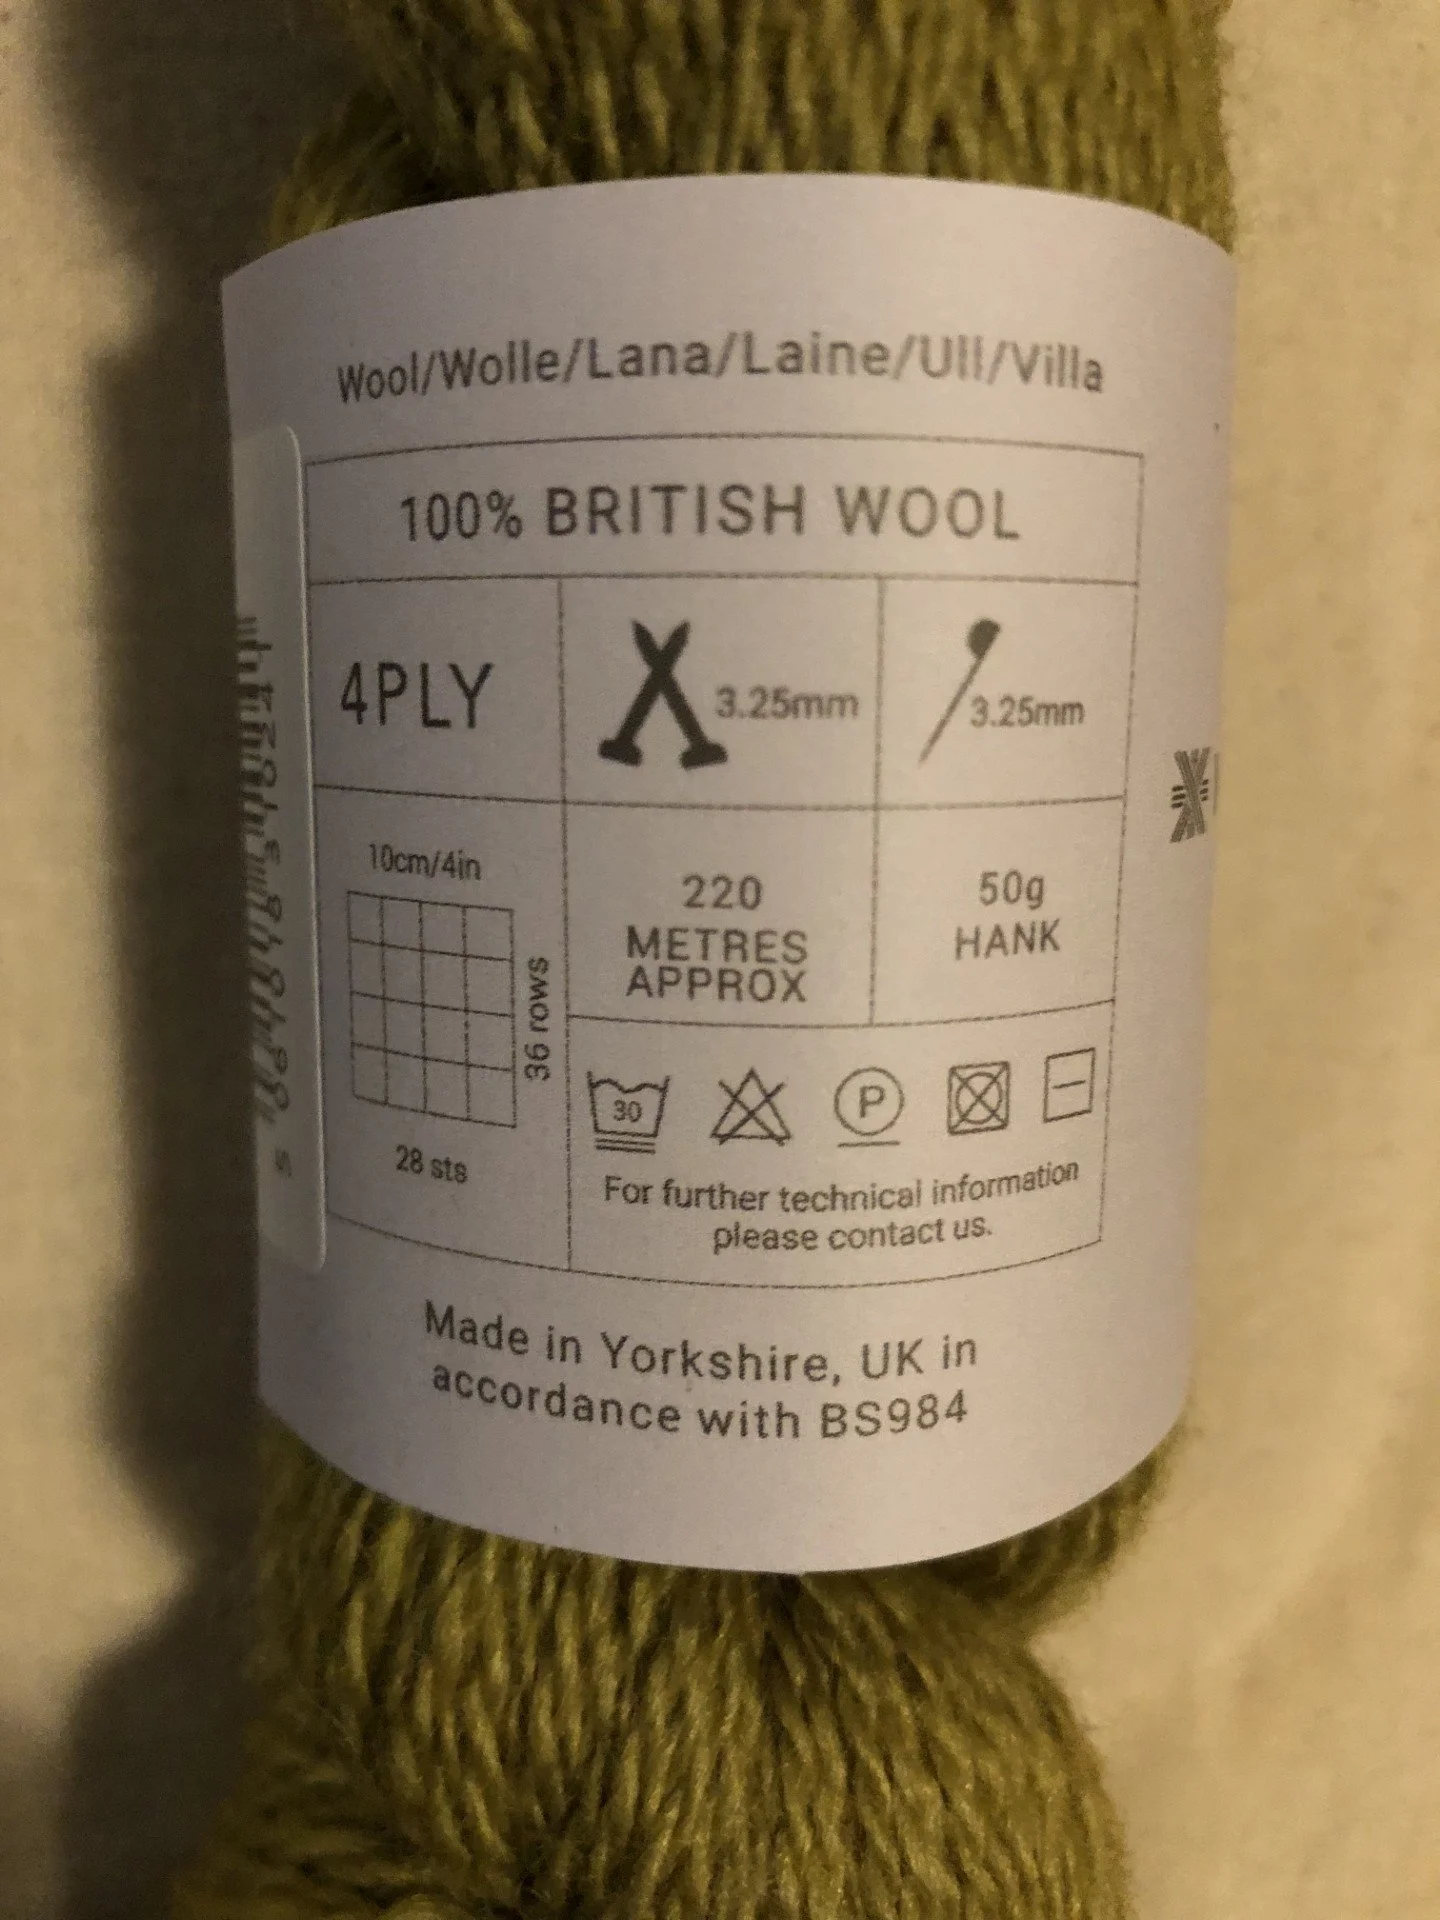 Wool/Wolle/Lana/Laine/Ull/Villa
100% BRITISH WOOL
4PLY
3.25mm
3.25mm
10cm/4in
36 rows
28 sts
220
METRES
APPROX
50g
HANK
30
P
For further technical information
please contact us.
Made in Yorkshire, UK in
accordance with BS984